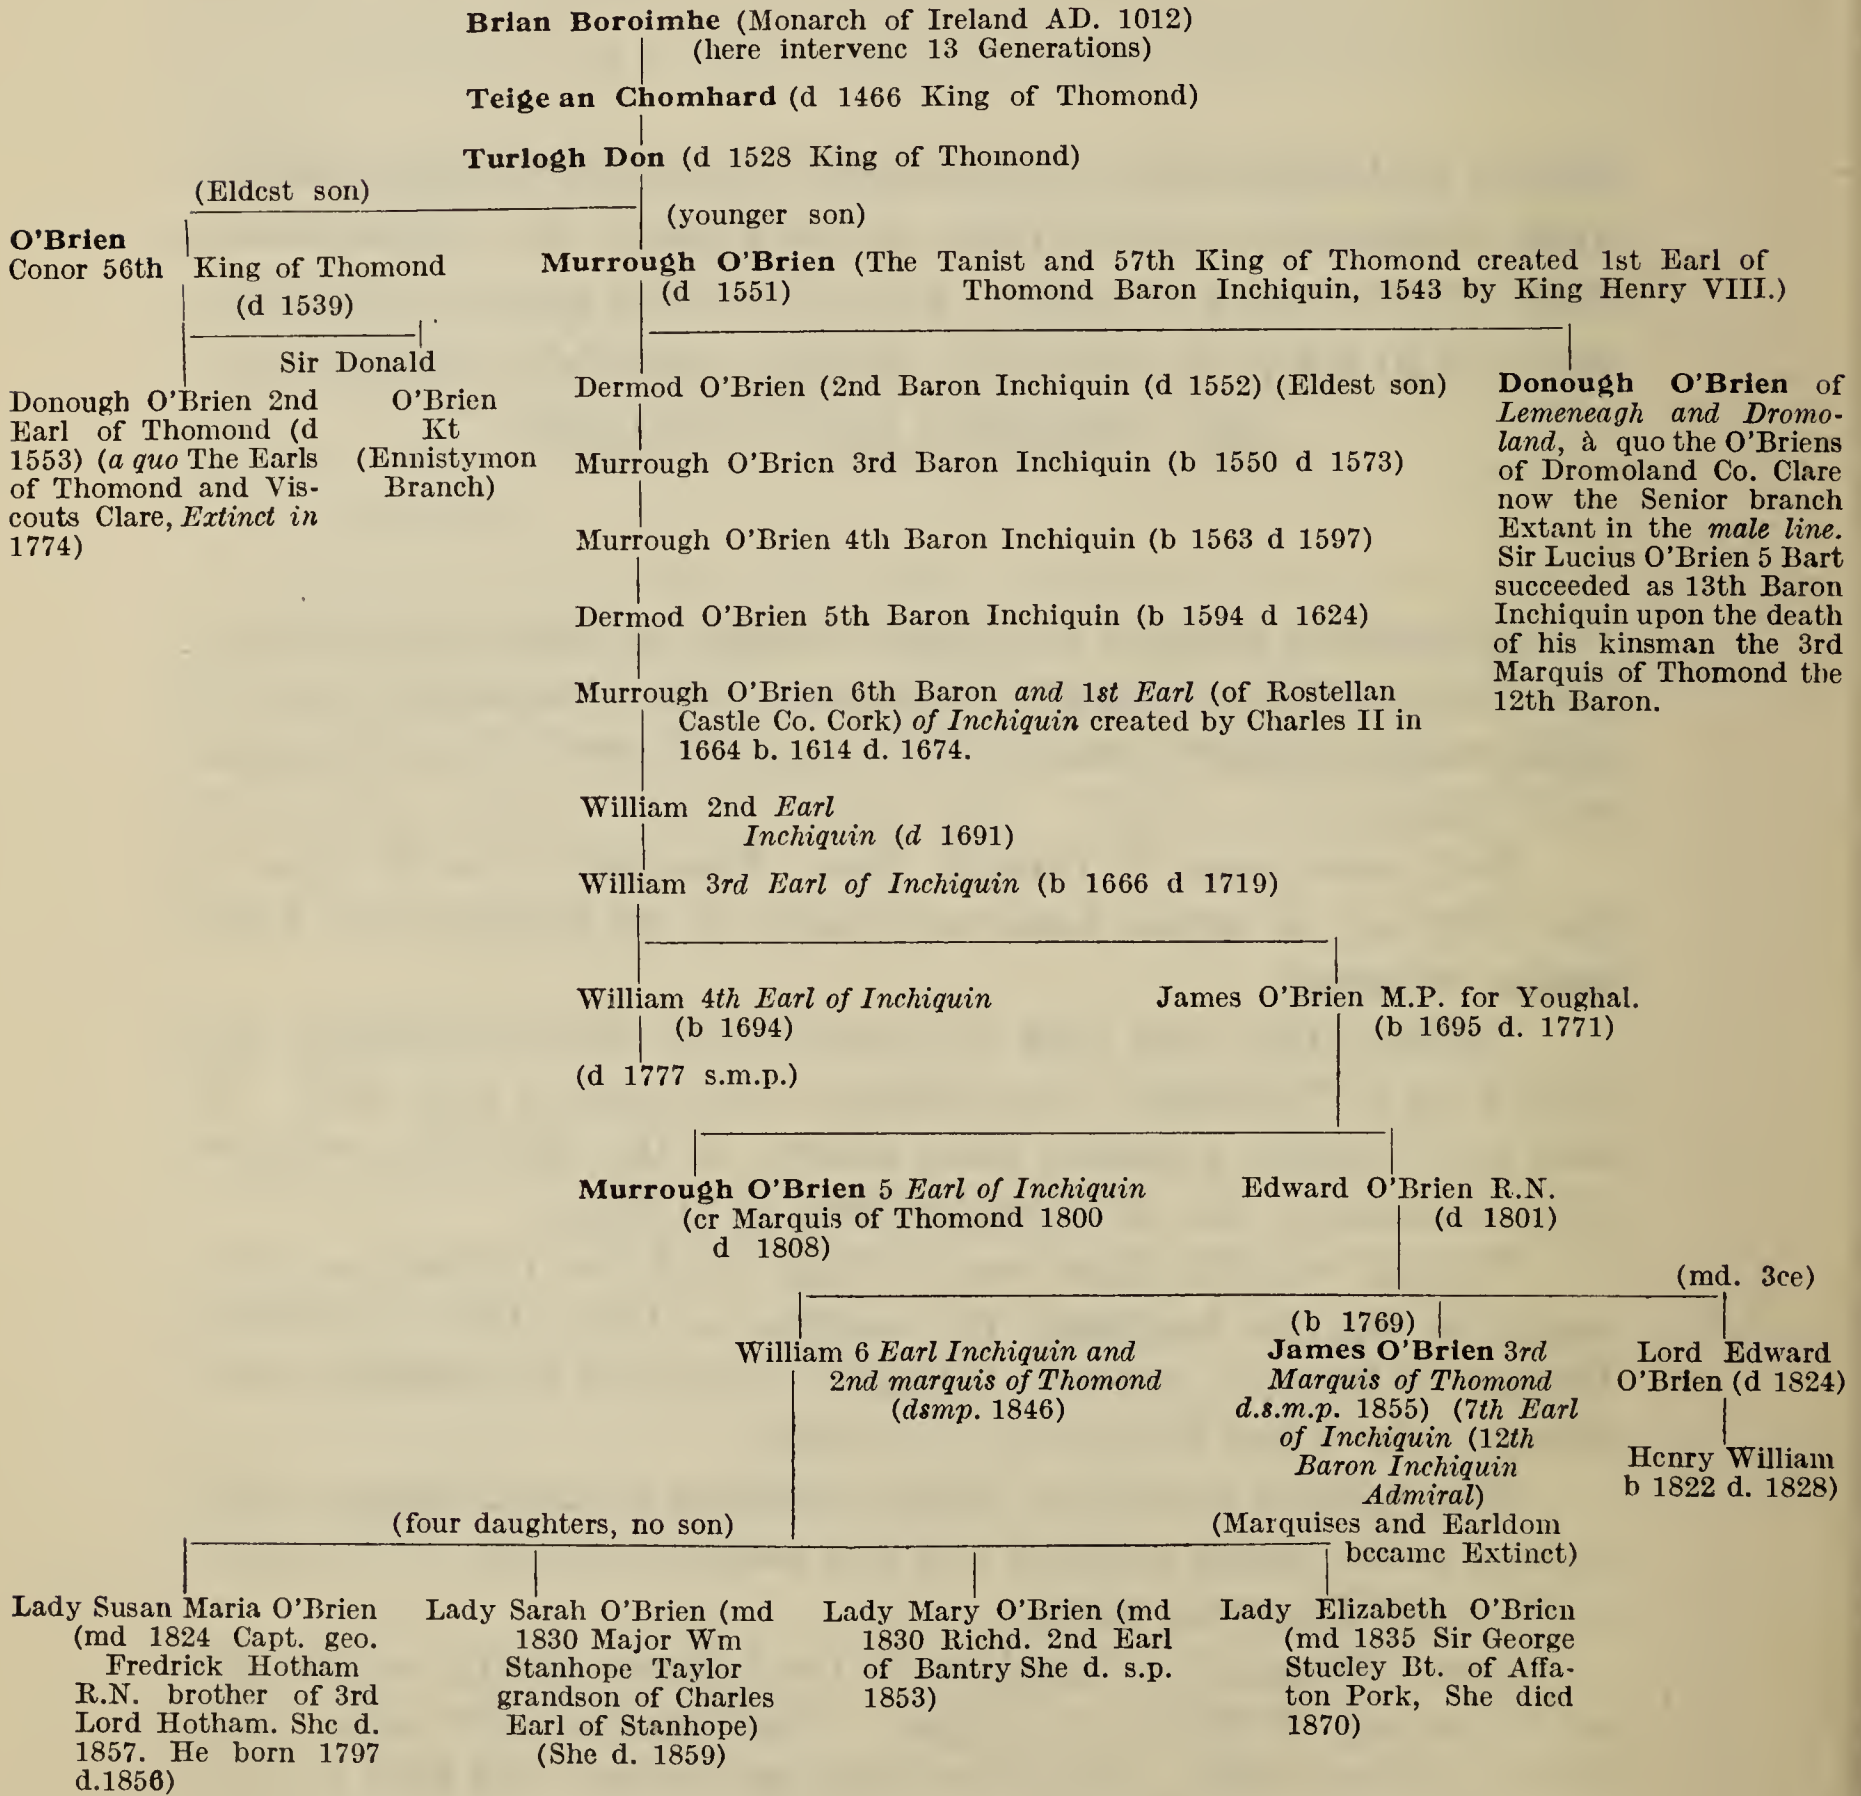 Brian Boroimhe (Monarch of Ireland AD. 1012)
(here intervenc 13 Generations)
Teige an Chomhard (d 1466 King of Thomond)
Turlogh Don (d 1528 King of Thomond)
(Eldest son)
(younger son)
O'Brien
Conor 56th King of Thomond
(d 1539)
Murrough O'Brien (The Tanist and 57th King of Thomond created 1st Earl of
(d 1551) Thomond Baron Inchiquin, 1543 by King Henry VIII.)
Sir Donald
O'Brien
Kt
(Ennistymon
Branch)
Donough O'Brien 2nd
Earl of Thomond (d
1553) (a quo The Earls
of Thomond and Vis-
couts Clare, Extinct in
1774)
Dermod O'Brien (2nd Baron Inchiquin (d 1552) (Eldest son)
Donough O'Brien of
Lemeneagh and Dromo-
land, à quo the O'Briens
of Dromoland Co. Clare
now the Senior branch
Extant in the male line.
Sir Lucius O'Brien 5 Bart
succeeded as 13th Baron
Inchiquin upon the death
of his kinsman the 3rd
Marquis of Thomond the
12th Baron.
Murrough O'Bricn 3rd Baron Inchiquin (b 1550 d 1573)
Murrough O'Brien 4th Baron Inchiquin (b 1563 d 1597)
Dermod O'Brien 5th Baron Inchiquin (b 1594 d 1624)
Murrough O'Brien 6th Baron and 1st Earl (of Rostellan
Castle Co. Cork) of Inchiquin created by Charles II in
1664 b. 1614 d. 1674.
William 2nd Earl
Inchiquin (d 1691)
William 3rd Earl of Inchiquin (b 1666 d 1719)
William 4th Earl of Inchiquin
(b 1694)
(d 1777 s.m.p.)
James O'Brien M.P. for Youghal.
(b 1695 d. 1771)
Murrough O'Brien 5 Earl of Inchiquin
(cr Marquis of Thomond 1800
d 1808)
Edward O'Brien R.N.
(d 1801)
(md. 3ce)
William 6 Earl Inchiquin and
2nd marquis of Thomond
(dsmp. 1846)
(b 1769)
James O'Brien 3rd
Marquis of Thomond
d.s.m.p. 1855) (7th Earl
of Inchiquin (12th
Baron Inchiquin
Admiral)
(Marquises and Earldom
became Extinct)
Lord Edward
O'Brien (d 1824)
Henry William
b 1822 d. 1828)
(four daughters, no son)
Lady Susan Maria O'Brien
(md 1824 Capt. geo.
Fredrick Hotham
R.N. brother of 3rd
Lord Hotham. She d.
1857. He born 1797
d.1856)
Lady Sarah O'Brien (md
1830 Major Wm
Stanhope Taylor
grandson of Charles
Earl of Stanhope)
(She d. 1859)
Lady Mary O'Brien (md
1830 Richd. 2nd Earl
of Bantry She d. s.p.
1853)
Lady Elizabeth O'Bricn
(md 1835 Sir George
Stucley Bt. of Affa-
ton Pork, She died
1870)